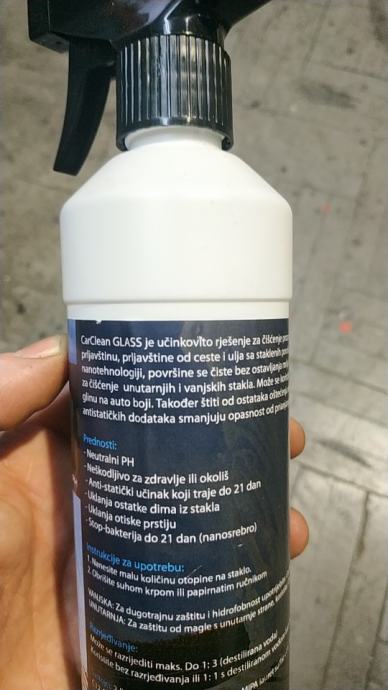 CarClean GLASS je učinkovito rješenje za čišćenje
prljavštinu, prljavštine od ceste i ulja sa staklenih
nanotehnologiji, površine se čiste bez ostavljanja
za čišćenje unutarnjih i vanjskih stakla. Može se
glinu na auto boji. Također štiti od ostataka
antistatičkih dodataka smanjuju opasnost od
Prednosti:
- Neutralni PH
- Neškodljivo za zdravlje ili okoliš
- Anti-statički učinak koji traje do 21 dan
- Uklanja ostatke dima iz stakla
- Uklanja otiske prstiju
- Stop-bakterija do 21 dan (nanosrebro)
Instrukcije za upotrebu:
1. Nanesite malu količinu otopine na staklo.
2. Obrišite suhom krpom ili papirnatim ručnikom
VANJSKA: Za dugotrajnu zaštitu i hidrofobnost
UNUTARNJA: Za zaštitu od magle s unutarnje strane,
Razrjeđivanje:
Može se razrijediti maks. Do 1: 3 (destilirana voda)
Koristite bez razrjeđivanja ili 1: 1 s destiliranom